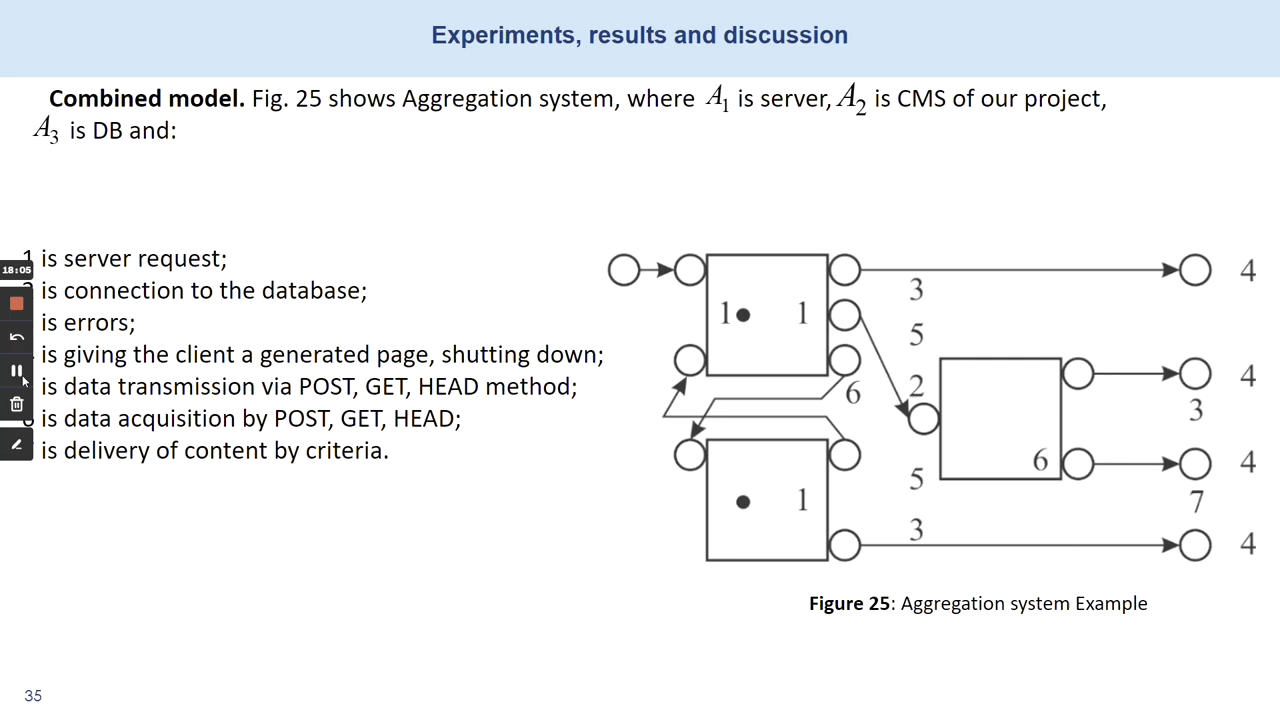 Experiments, results and discussion
Combined model. Fig. 25 shows Aggregation system, where A1 is server, A2 is CMS of our project,
A3 is DB and:
1 is server request;
is connection to the database;
is errors;
is giving the client a generated page, shutting down;
is data transmission via POST, GET, HEAD method;
is data acquisition by POST, GET, HEAD;
is delivery of content by criteria.
18:05
4
3
1 1
5
4
2
6
3
6
4
5
7
1
3
4
Figure 25: Aggregation system Example
35